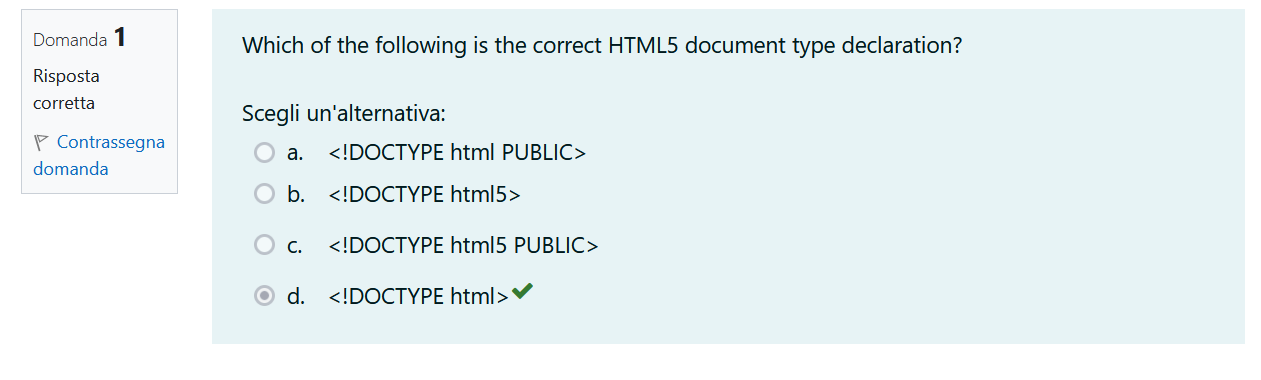 Domanda 1
Risposta
corretta
Contrassegna
domanda
Which of the following is the correct HTML5 document type declaration?
Scegli un'alternativa:
a. <!DOCTYPE html PUBLIC>
b. <!DOCTYPE html5>
c. <!DOCTYPE html5 PUBLIC>
d. <!DOCTYPE html>